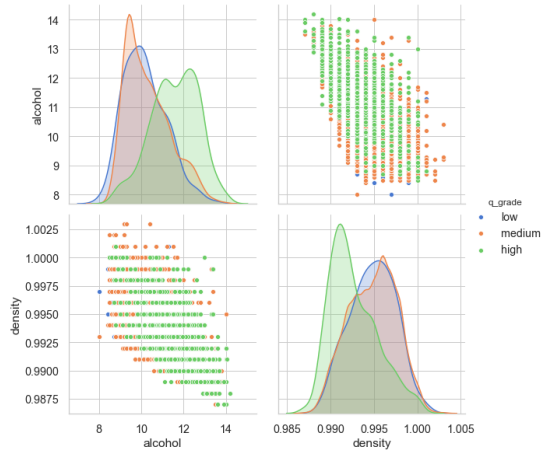 14
13
12
11
10
9
8
alcohol
q_grade
low
medium
high
1.0025
1.0000
0.9975
0.9950
0.9925
0.9900
0.9875
density
8 10 12 14
alcohol
0.985 0.990 0.995 1.000 1.005
density